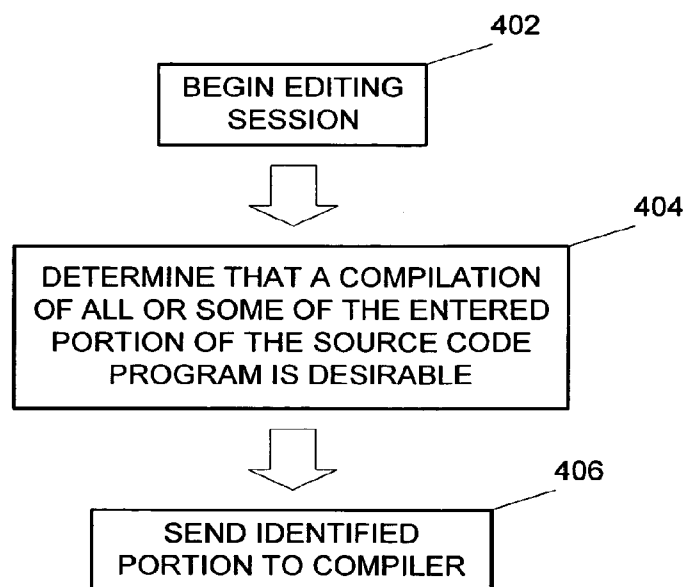 402
BEGIN EDITING
SESSION
404
DETERMINE THAT A COMPILATION
OF ALL OR SOME OF THE ENTERED
PORTION OF THE SOURCE CODE
PROGRAM IS DESIRABLE
406
SEND IDENTIFIED
PORTION TO COMPILER